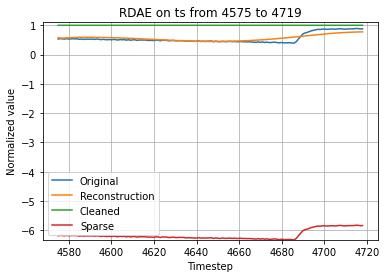 RDAE on ts from 4575 to 4719
Normalized value
1
0
−1
−2
−3
−4
−5
−6
Original
Reconstruction
Cleaned
Sparse
4580 4600 4620 4640 4660 4680 4700 4720
Timestep